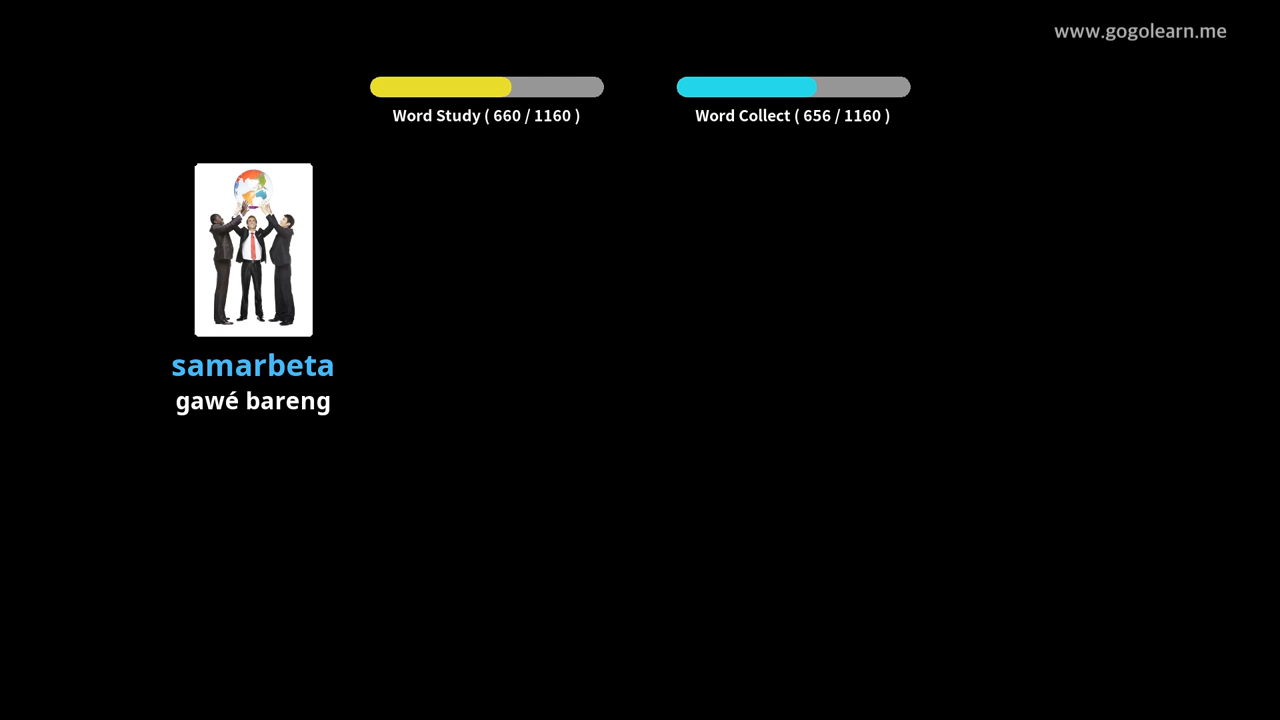 www.gogolearn.me
Word Study ( 660 / 1160 )
Word Collect ( 656 / 1160 )
samarbeta
gawé bareng